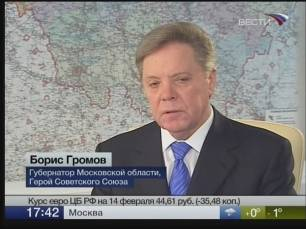 ВЕСТИ
Борис Громов
Губернатор Московской области,
Герой Советского Союза
Курс евро ЦБ РФ на 14 февраля 44,61 руб. (-35,48 коп.)
17:42 Москва +0° -1°